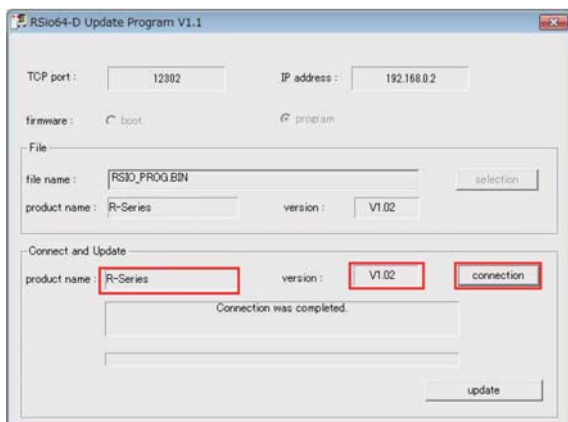 RSio64-D Update Program V1.1
TCP port : 12302 IP address : 192.168.0.2
firmware : boot program
File
file name : RSIO_PROG.BIN selection
product name : R-Series version : V1.02
Connect and Update
product name : R-Series version : V1.02 connection
Connection was completed.
update